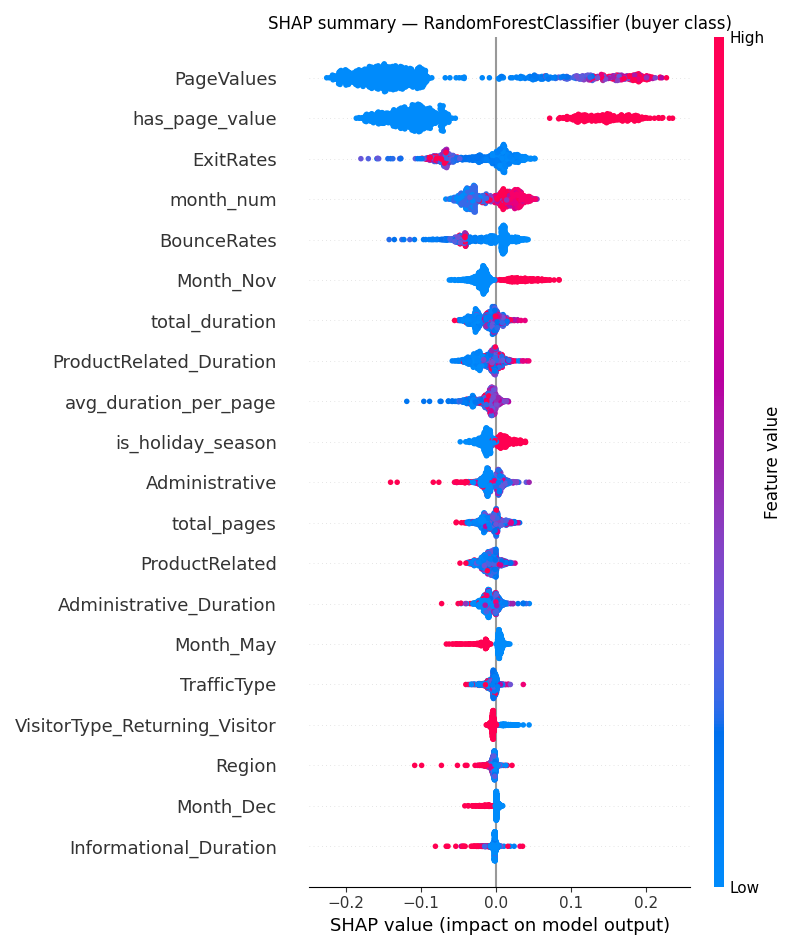 SHAP summary — RandomForestClassifier (buyer class)
High
PageValues
has_page_value
ExitRates
month_num
BounceRates
Month_Nov
total_duration
ProductRelated_Duration
avg_duration_per_page
is_holiday_season
Administrative
total_pages
ProductRelated
Administrative_Duration
Month_May
TrafficType
VisitorType_Returning_Visitor
Region
Month_Dec
Informational_Duration
Feature value
Low
−0.2 −0.1 0.0 0.1 0.2
SHAP value (impact on model output)